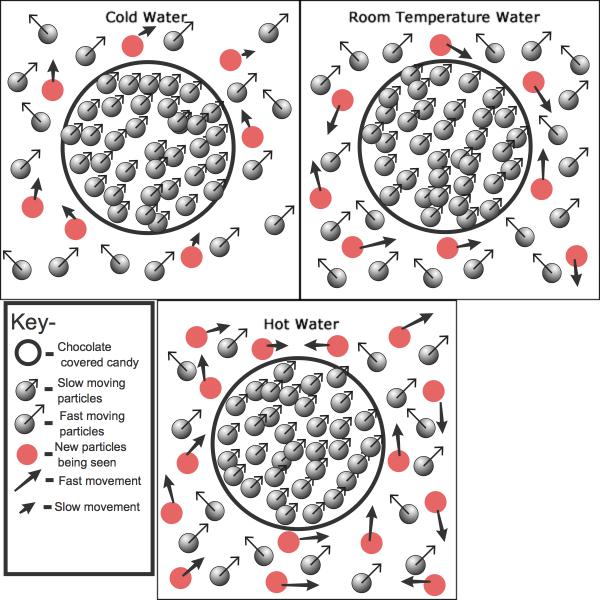 Cold Water
Room Temperature Water
Hot Water
Key-
- Chocolate
covered candy
- Slow moving
particles
- Fast moving
particles
- New particles
being seen
- Fast movement
- Slow movement